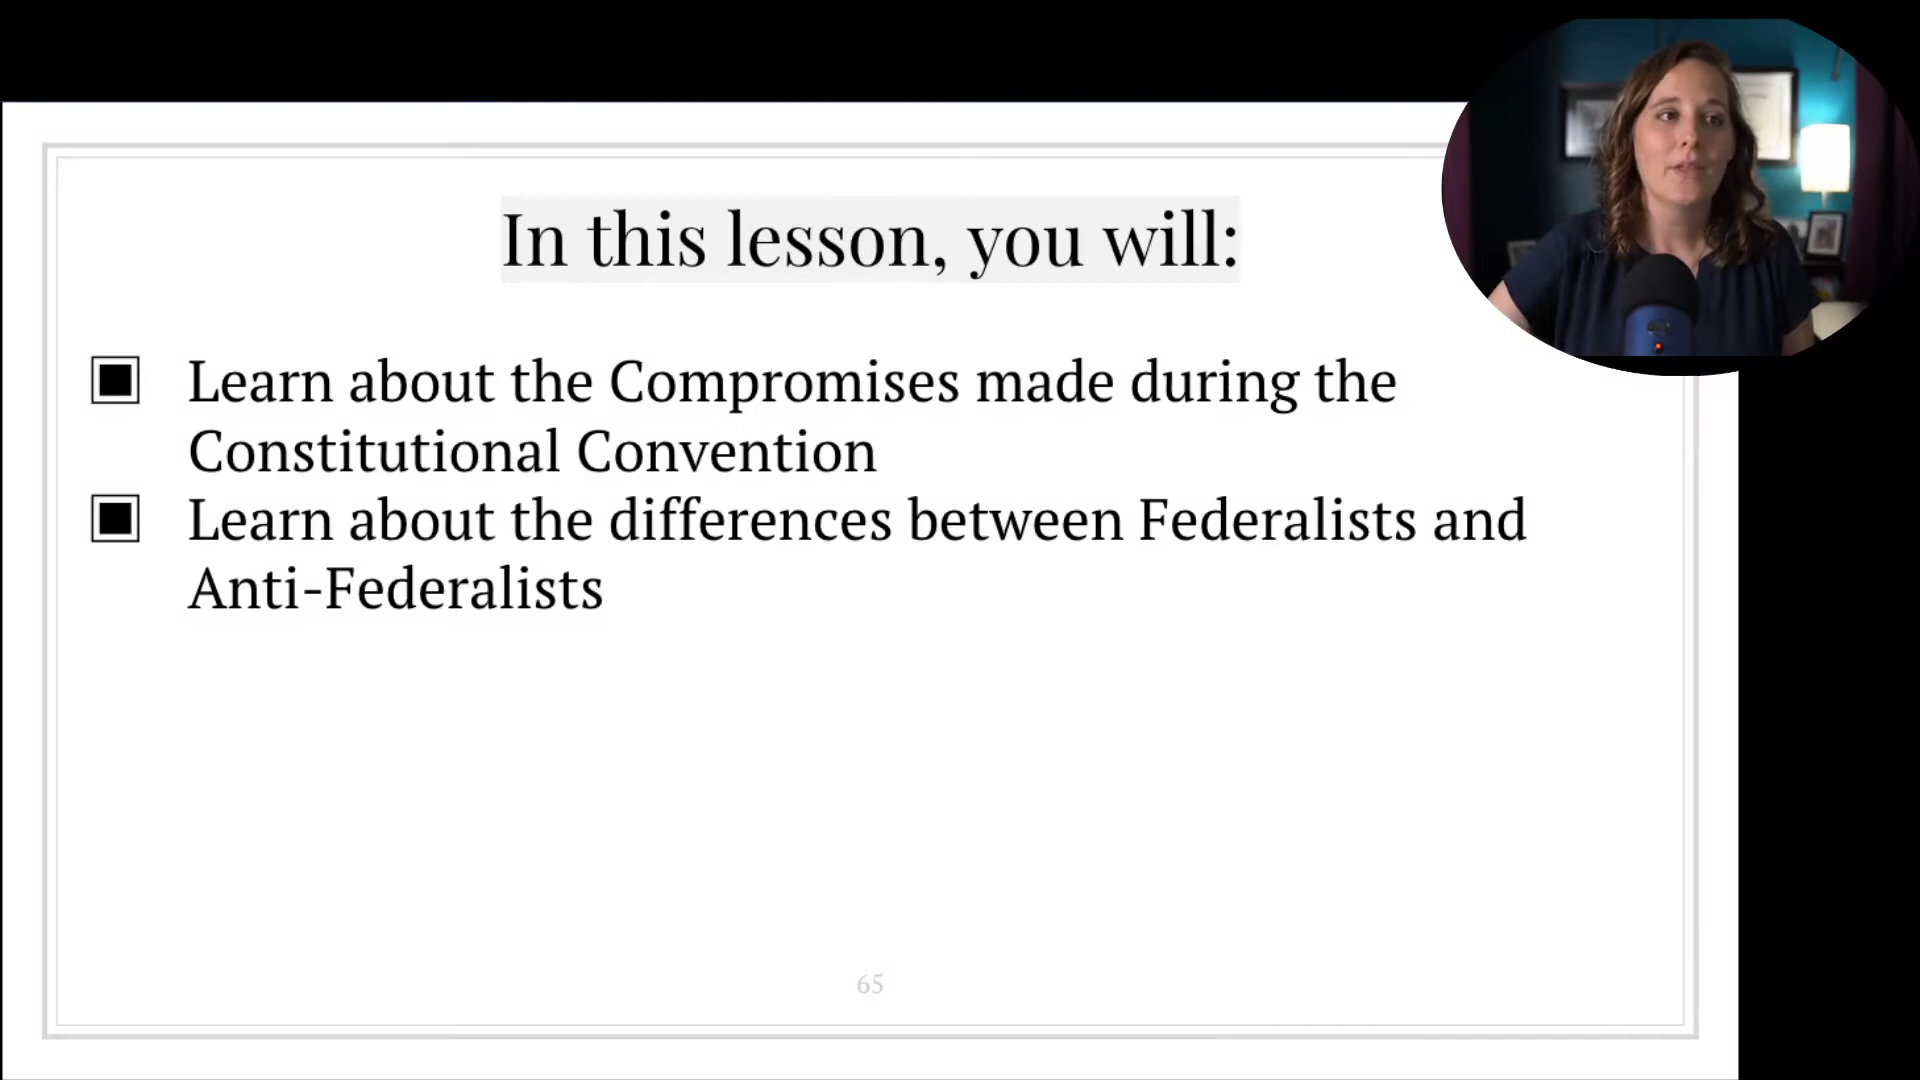 In this lesson, you will:
Learn about the Compromises made during the
Constitutional Convention
Learn about the differences between Federalists and
Anti-Federalists
65